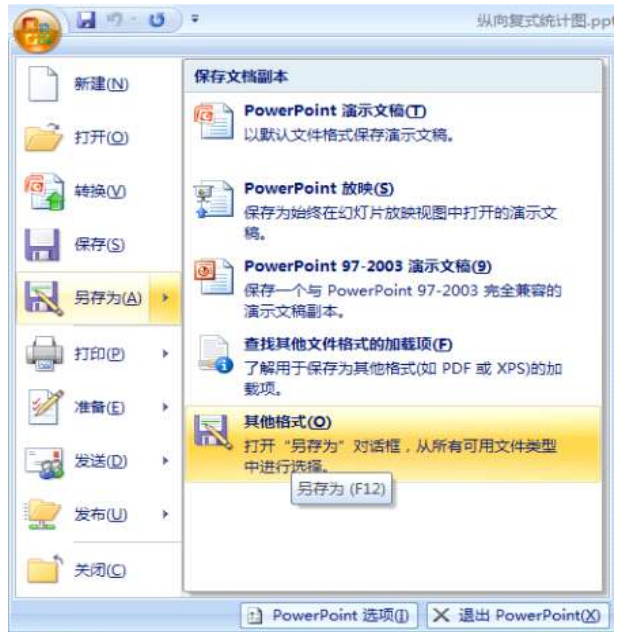 纵向复式统计图.ppt
新建(N)
打开(O)
转换(V)
保存(S)
另存为(A)
打印(P)
准备(E)
发送(D)
发布(U)
关闭(C)
保存文档副本
PowerPoint 演示文稿(T)
以默认文件格式保存演示文稿。
PowerPoint 放映(S)
保存为始终在幻灯片放映视图中打开的演示文
稿。
PowerPoint 97-2003 演示文稿(9)
保存一个与 PowerPoint 97-2003 完全兼容的
演示文稿副本。
查找其他文件格式的加载项(F)
了解用于保存为其他格式(如 PDF 或 XPS)的加
载项。
其他格式(O)
打开“另存为”对话框，从所有可用文件类型
中进行选择。
另存为 (F12)
PowerPoint 选项(I)
退出 PowerPoint(X)